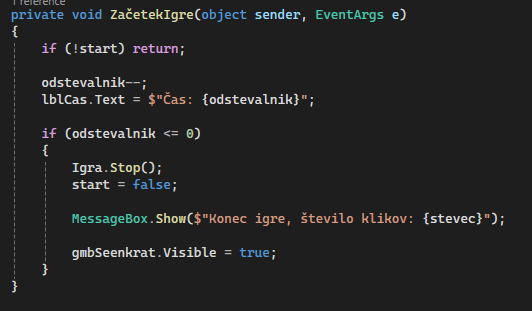 1 reference
private void ZačetekIgre(object sender, EventArgs e)
{
if (!start) return;
odstevalnik--;
lblCas.Text = $"Čas: {odstevalnik}";
if (odstevalnik <= 0)
{
Igra.Stop();
start = false;
MessageBox.Show($"Konec igre, število klikov: {stevec}");
gmbSeenkrat.Visible = true;
}
}